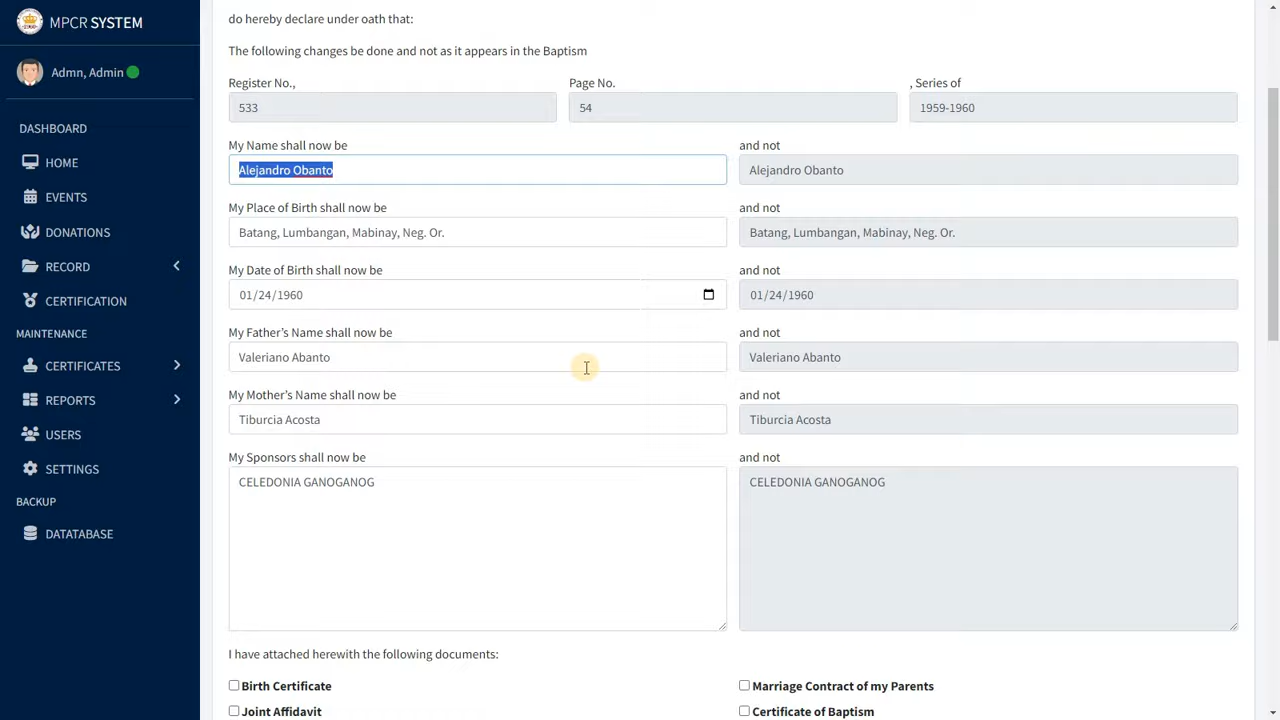 MPCR SYSTEM
Admn, Admin
DASHBOARD
HOME
EVENTS
DONATIONS
RECORD
CERTIFICATION
MAINTENANCE
CERTIFICATES
REPORTS
USERS
SETTINGS
BACKUP
DATATABASE
do hereby declare under oath that:
The following changes be done and not as it appears in the Baptism
Register No., Page No. , Series of
533 54 1959-1960
My Name shall now be and not
Alejandro Obanto Alejandro Obanto
My Place of Birth shall now be and not
Batang, Lumbangan, Mabinay, Neg. Or. Batang, Lumbangan, Mabinay, Neg. Or.
My Date of Birth shall now be and not
01/24/1960 01/24/1960
My Father’s Name shall now be and not
Valeriano Abanto Valeriano Abanto
My Mother’s Name shall now be and not
Tiburcia Acosta Tiburcia Acosta
My Sponsors shall now be and not
CELEDONIA GANOGANOG CELEDONIA GANOGANOG
I have attached herewith the following documents:
Birth Certificate Marriage Contract of my Parents
Joint Affidavit Certificate of Baptism